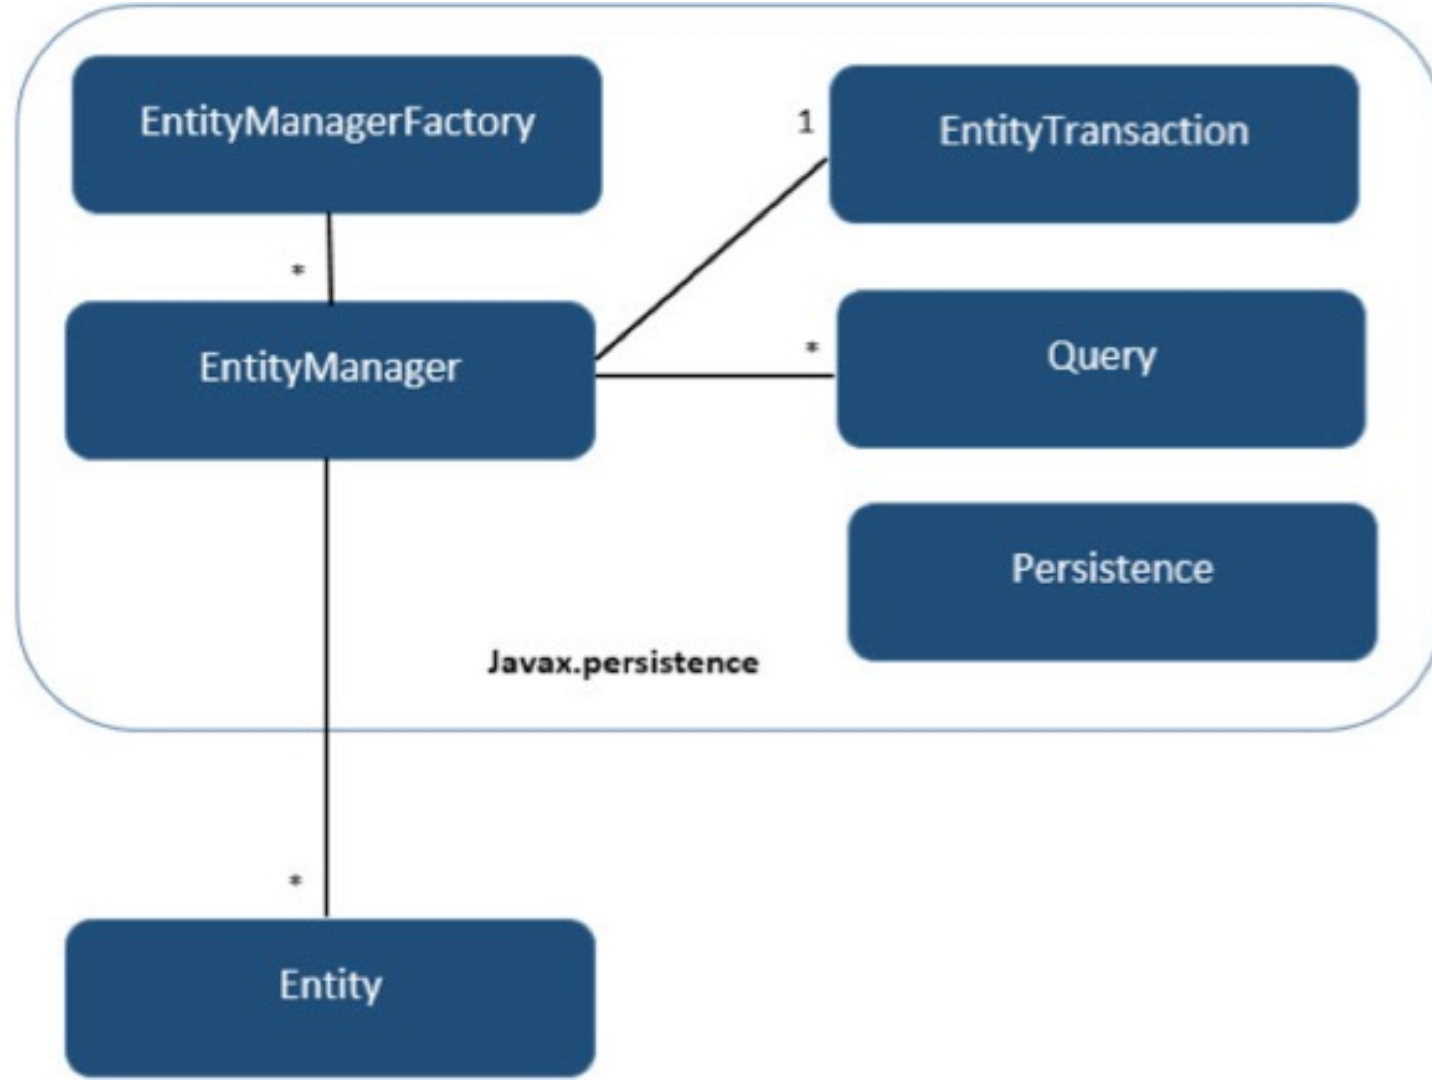 EntityManagerFactory
1
EntityTransaction
*
EntityManager
*
Query
Persistence
Javax.persistence
*
Entity